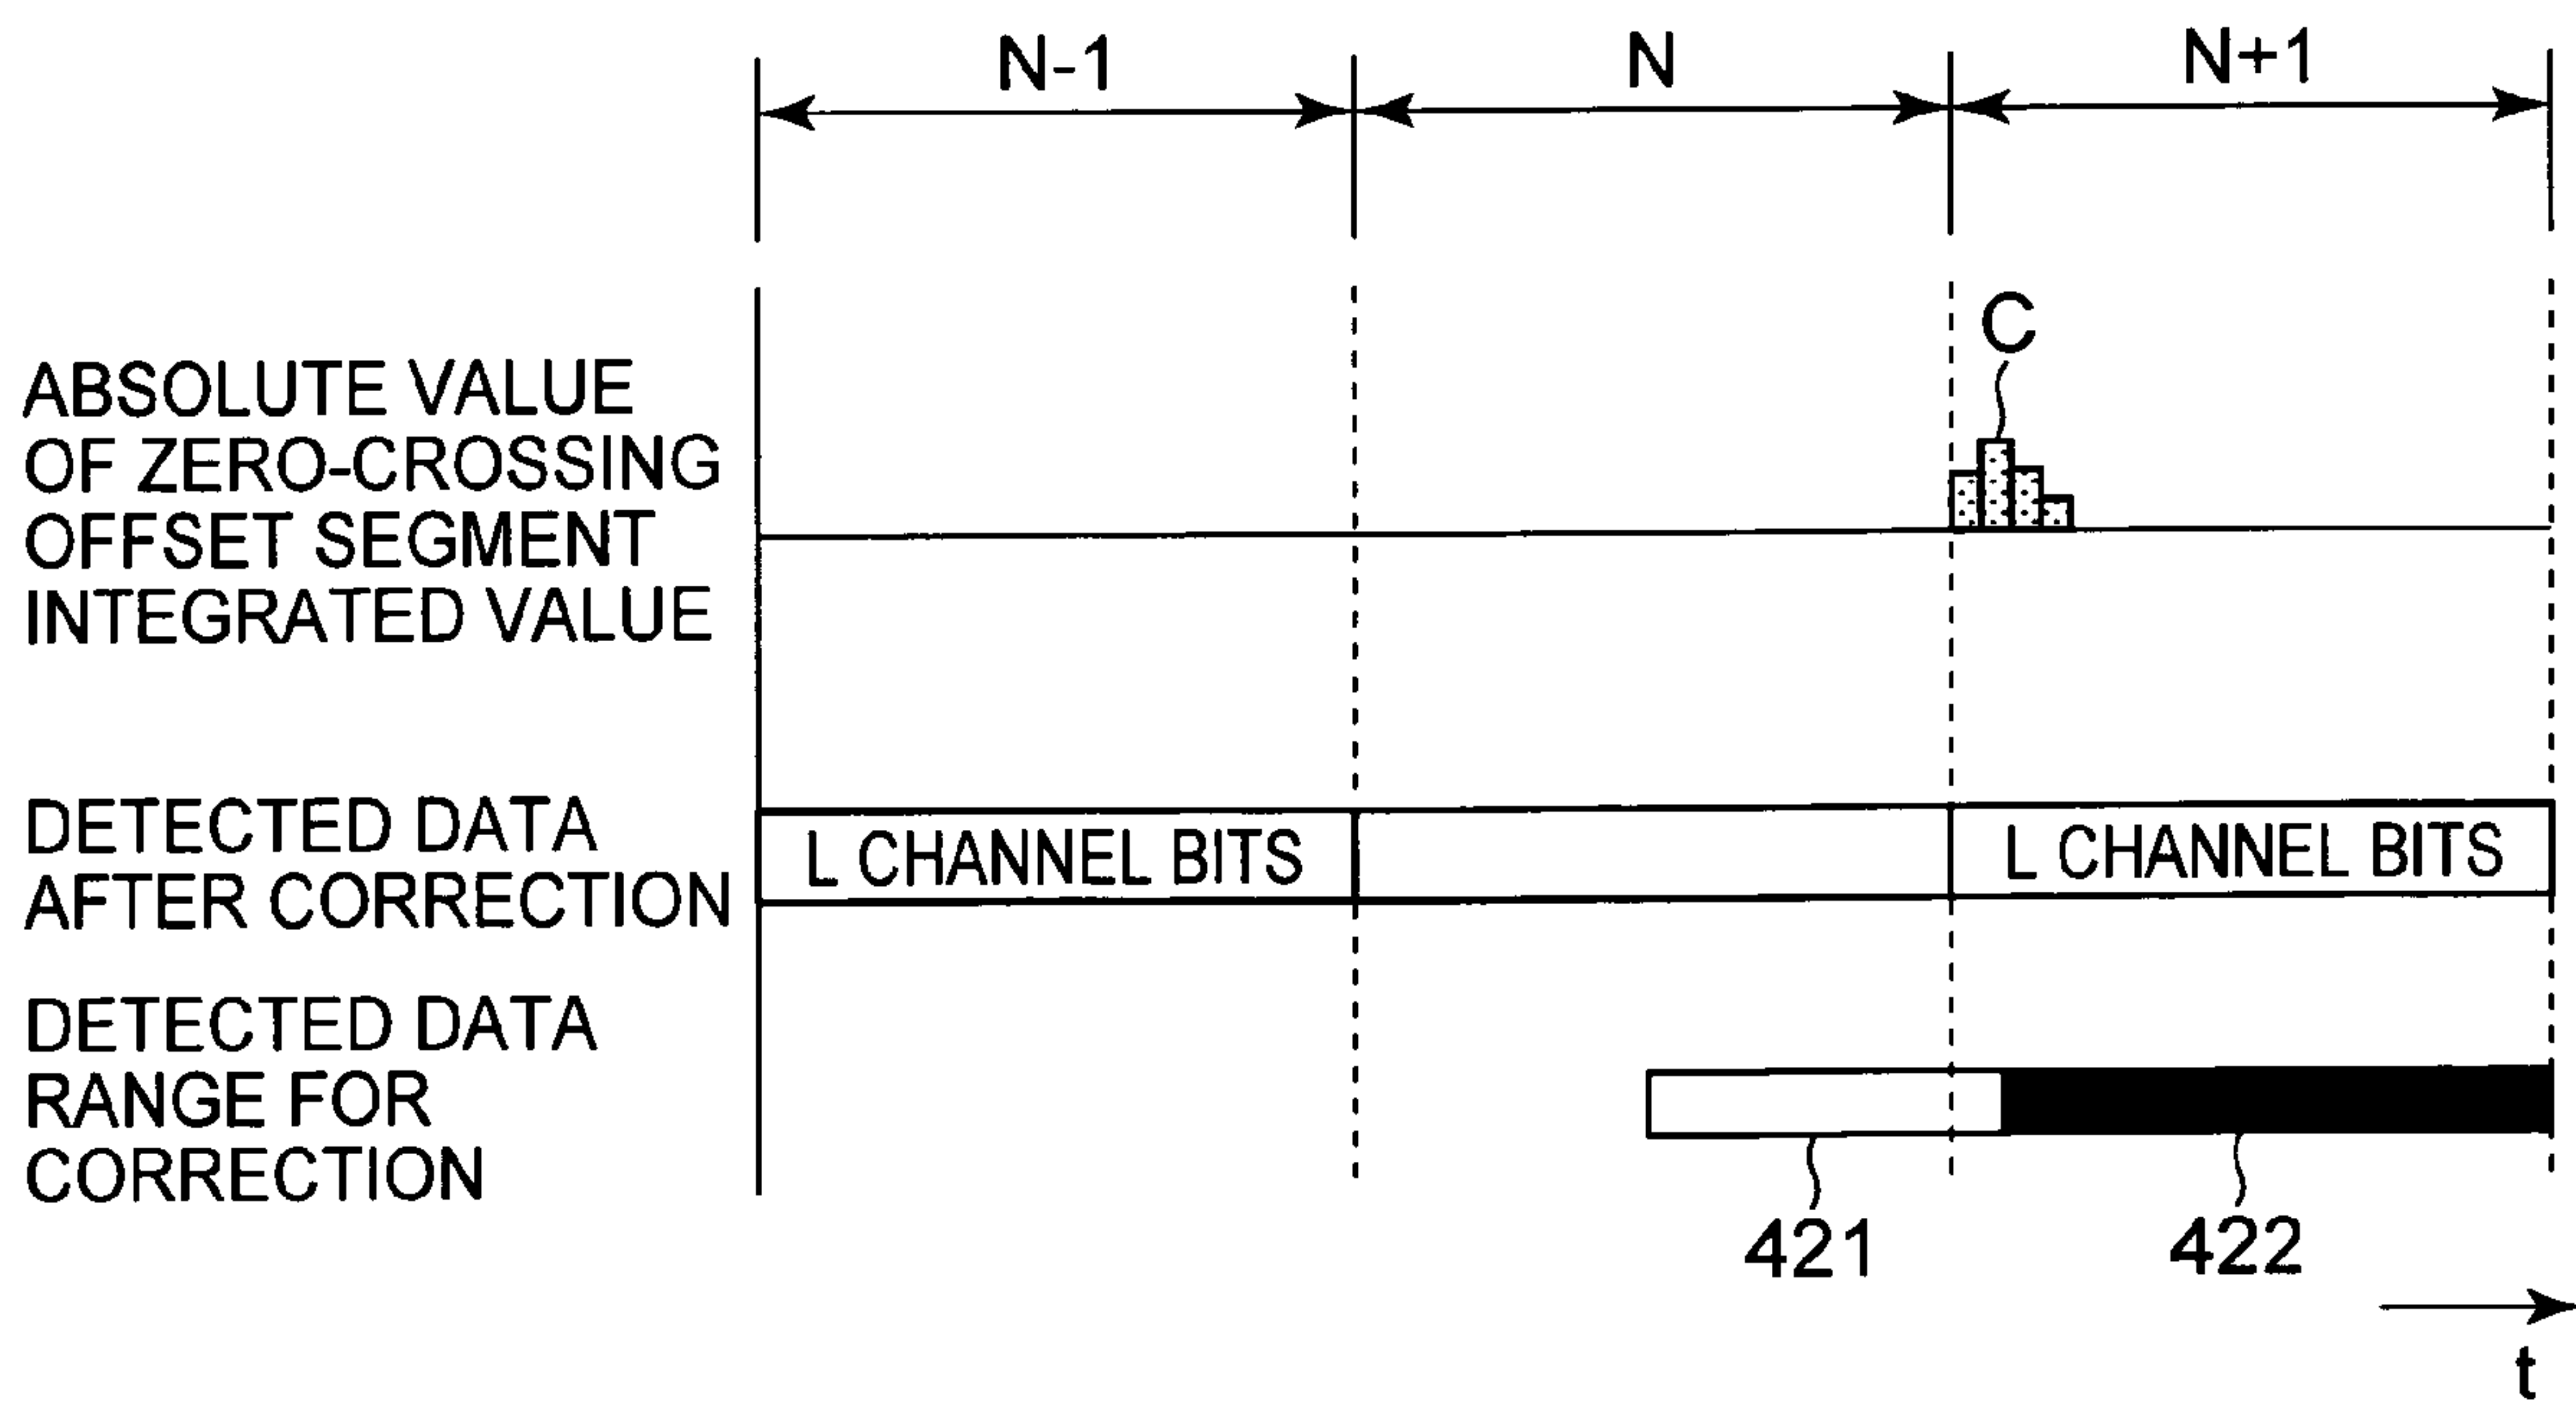 N-1
N
N+1
C
ABSOLUTE VALUE
OF ZERO-CROSSING
OFFSET SEGMENT
INTEGRATED VALUE
DETECTED DATA
AFTER CORRECTION
L CHANNEL BITS
L CHANNEL BITS
DETECTED DATA
RANGE FOR
CORRECTION
421
422
t